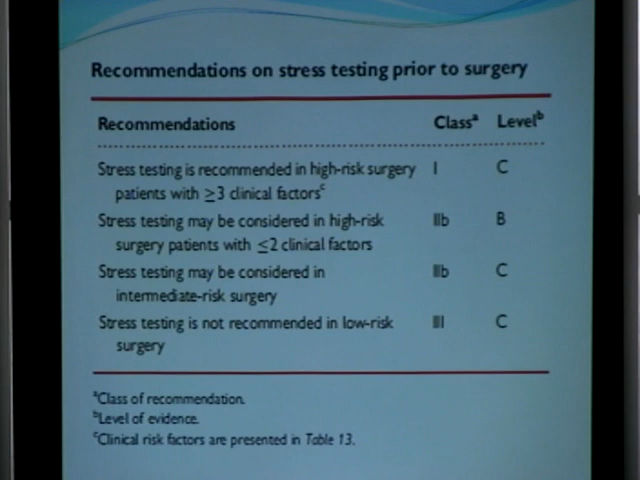 Recommendations on stress testing prior to surgery
Recommendations Classᵃ Levelᵇ
Stress testing is recommended in high-risk surgery I C
patients with ≥3 clinical factorsᶜ
Stress testing may be considered in high-risk IIb B
surgery patients with ≤2 clinical factors
Stress testing may be considered in IIb C
intermediate-risk surgery
Stress testing is not recommended in low-risk III C
surgery
ᵃClass of recommendation.
ᵇLevel of evidence.
ᶜClinical risk factors are presented in Table 13.